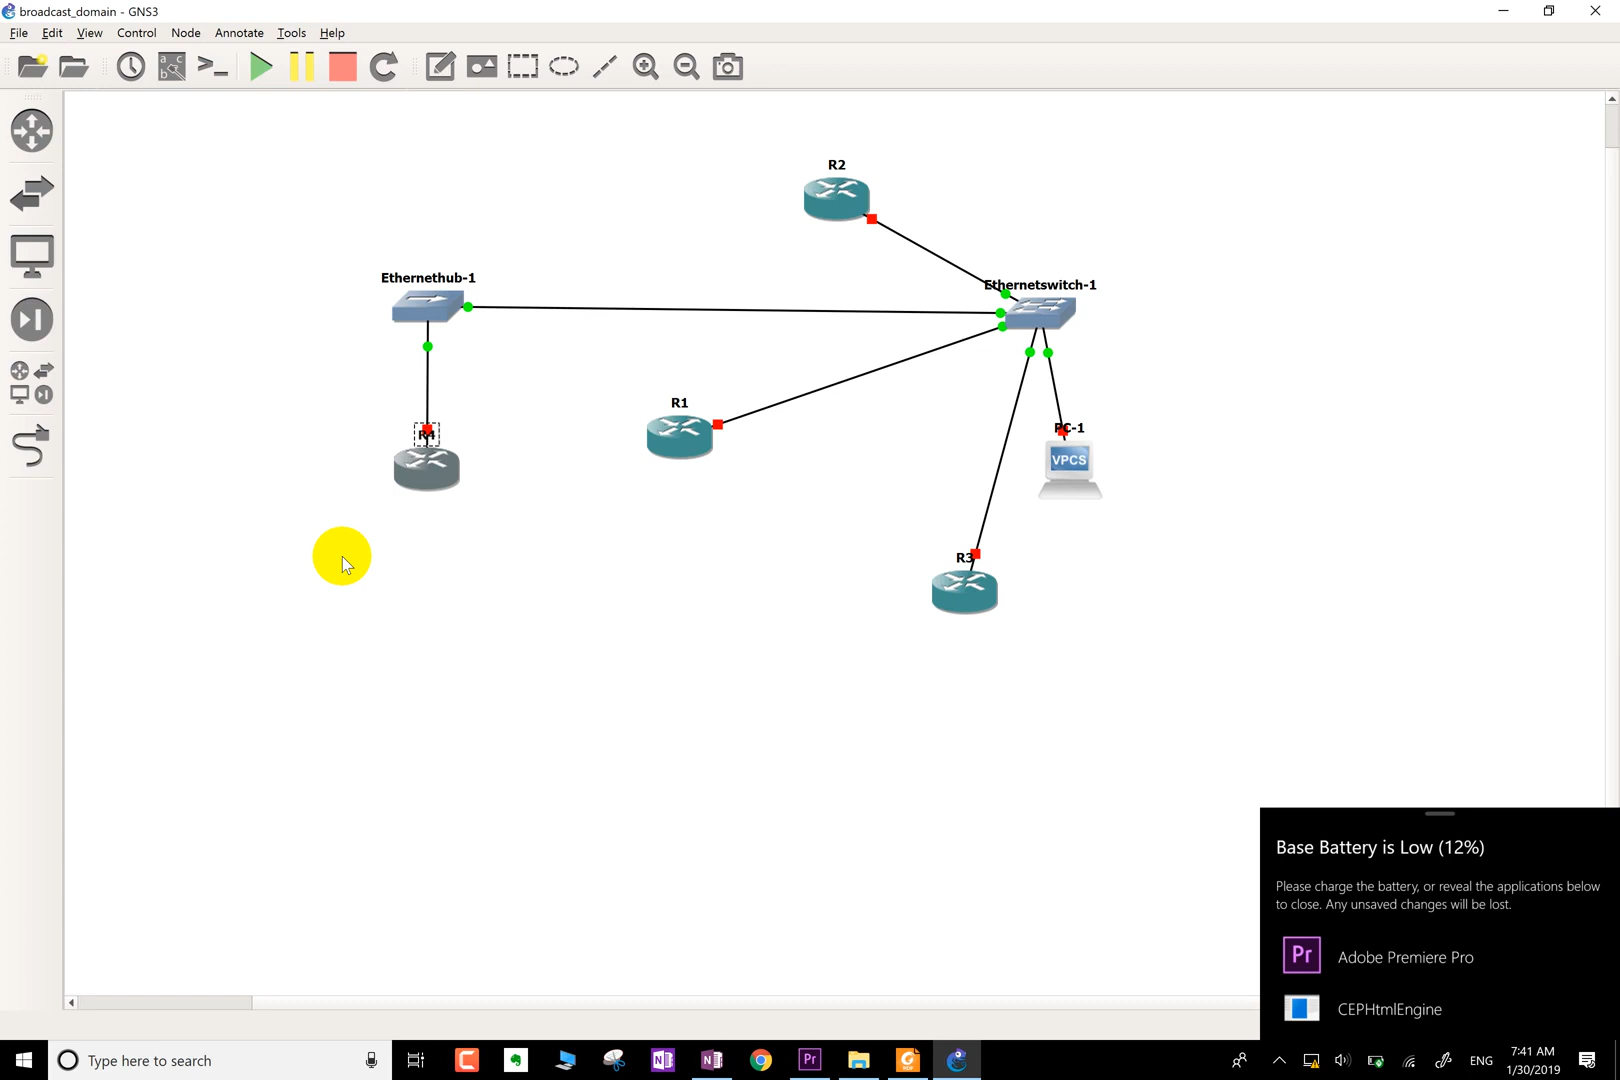 broadcast_domain - GNS3
File Edit View Control Node Annotate Tools Help
R2
Ethernethub-1
Ethernetswitch-1
R1
R4
PC-1
VPCS
R3
Base Battery is Low (12%)
Please charge the battery, or reveal the applications below
to close. Any unsaved changes will be lost.
Pr Adobe Premiere Pro
CEPHtmlEngine
Type here to search
Pr
ENG
7:41 AM
1/30/2019